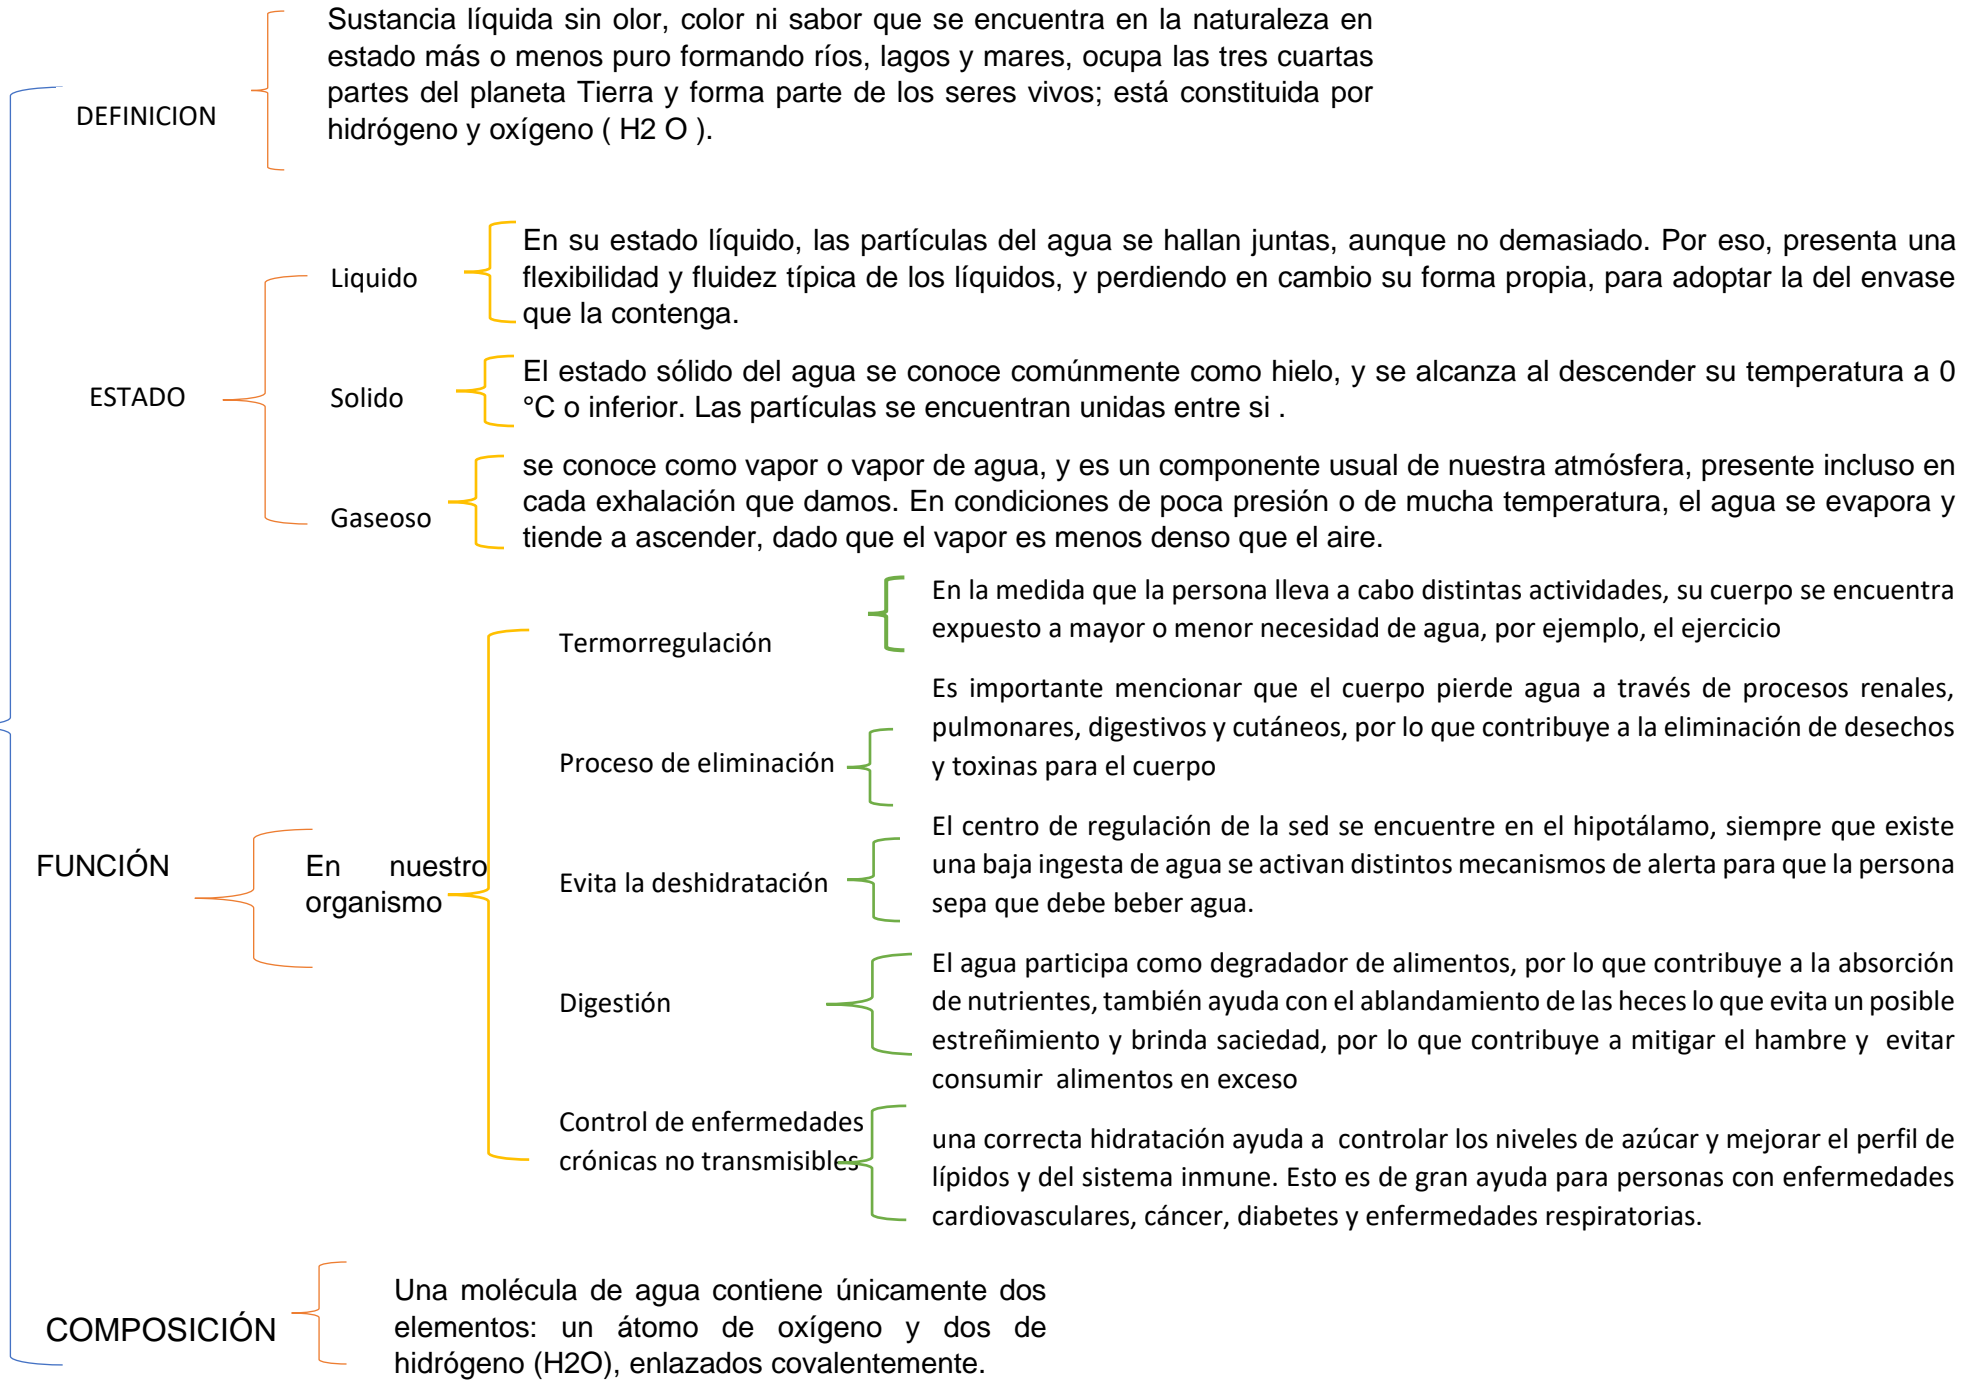 Sustancia líquida sin olor, color ni sabor que se encuentra en la naturaleza en
estado más o menos puro formando ríos, lagos y mares, ocupa las tres cuartas
partes del planeta Tierra y forma parte de los seres vivos; está constituida por
hidrógeno y oxígeno ( H2 O ).
DEFINICION
En su estado líquido, las partículas del agua se hallan juntas, aunque no demasiado. Por eso, presenta una
flexibilidad y fluidez típica de los líquidos, y perdiendo en cambio su forma propia, para adoptar la del envase
que la contenga.
Liquido
El estado sólido del agua se conoce comúnmente como hielo, y se alcanza al descender su temperatura a 0
°C o inferior. Las partículas se encuentran unidas entre si .
ESTADO
Solido
se conoce como vapor o vapor de agua, y es un componente usual de nuestra atmósfera, presente incluso en
cada exhalación que damos. En condiciones de poca presión o de mucha temperatura, el agua se evapora y
tiende a ascender, dado que el vapor es menos denso que el aire.
Gaseoso
En la medida que la persona lleva a cabo distintas actividades, su cuerpo se encuentra
expuesto a mayor o menor necesidad de agua, por ejemplo, el ejercicio
Termorregulación
Es importante mencionar que el cuerpo pierde agua a través de procesos renales,
pulmonares, digestivos y cutáneos, por lo que contribuye a la eliminación de desechos
y toxinas para el cuerpo
Proceso de eliminación
El centro de regulación de la sed se encuentre en el hipotálamo, siempre que existe
una baja ingesta de agua se activan distintos mecanismos de alerta para que la persona
sepa que debe beber agua.
FUNCIÓN
En nuestro
organismo
Evita la deshidratación
El agua participa como degradador de alimentos, por lo que contribuye a la absorción
de nutrientes, también ayuda con el ablandamiento de las heces lo que evita un posible
estreñimiento y brinda saciedad, por lo que contribuye a mitigar el hambre y evitar
consumir alimentos en exceso
Digestión
Control de enfermedades
crónicas no transmisibles
una correcta hidratación ayuda a controlar los niveles de azúcar y mejorar el perfil de
lípidos y del sistema inmune. Esto es de gran ayuda para personas con enfermedades
cardiovasculares, cáncer, diabetes y enfermedades respiratorias.
COMPOSICIÓN
Una molécula de agua contiene únicamente dos
elementos: un átomo de oxígeno y dos de
hidrógeno (H2O), enlazados covalentemente.